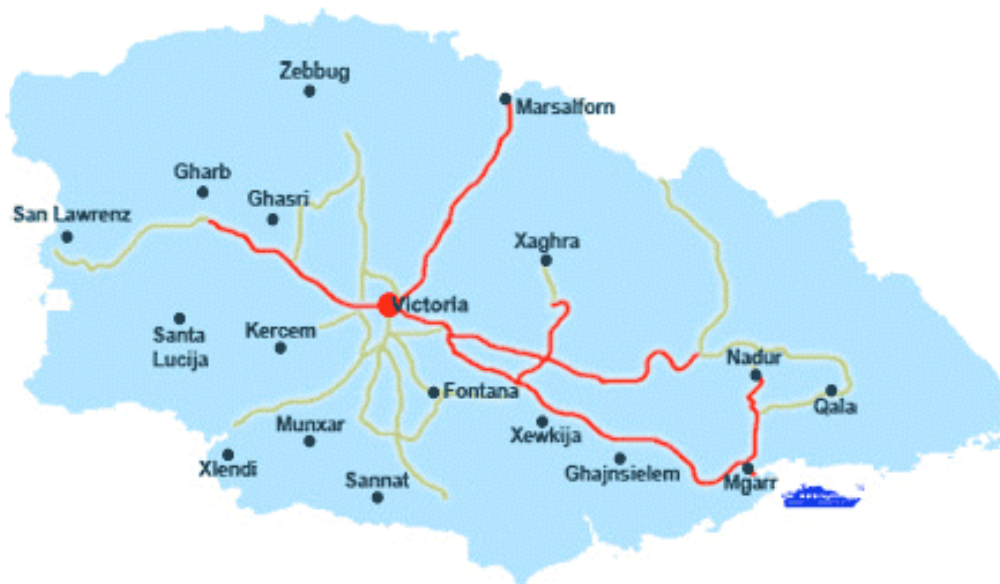 Zebbug
Marsalforn
Gharb
Ghasri
San Lawrenz
Xaghra
Victoria
Santa
Lucija
Kercem
Nadur
Fontana
Qala
Munxar
Xewkija
Xlendi
Ghajnsielem
Sannat
Mgarr